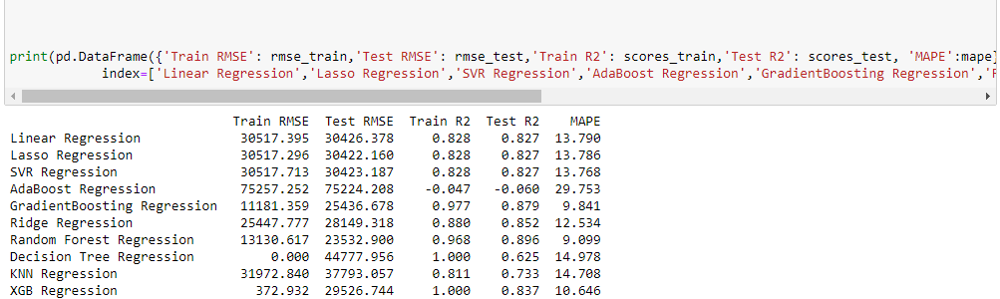 print(pd.DataFrame({'Train RMSE': rmse_train,'Test RMSE': rmse_test,'Train R2': scores_train,'Test R2': scores_test, 'MAPE':mape}
index=['Linear Regression','Lasso Regression','SVR Regression','AdaBoost Regression','GradientBoosting Regression','R
Train RMSE Test RMSE Train R2 Test R2 MAPE
Linear Regression 30517.395 30426.378 0.828 0.827 13.790
Lasso Regression 30517.296 30422.160 0.828 0.827 13.786
SVR Regression 30517.713 30423.187 0.828 0.827 13.768
AdaBoost Regression 75257.252 75224.208 -0.047 -0.060 29.753
GradientBoosting Regression 11181.359 25436.678 0.977 0.879 9.841
Ridge Regression 25447.777 28149.318 0.880 0.852 12.534
Random Forest Regression 13130.617 23532.900 0.968 0.896 9.099
Decision Tree Regression 0.000 44777.956 1.000 0.625 14.978
KNN Regression 31972.840 37793.057 0.811 0.733 14.708
XGB Regression 372.932 29526.744 1.000 0.837 10.646